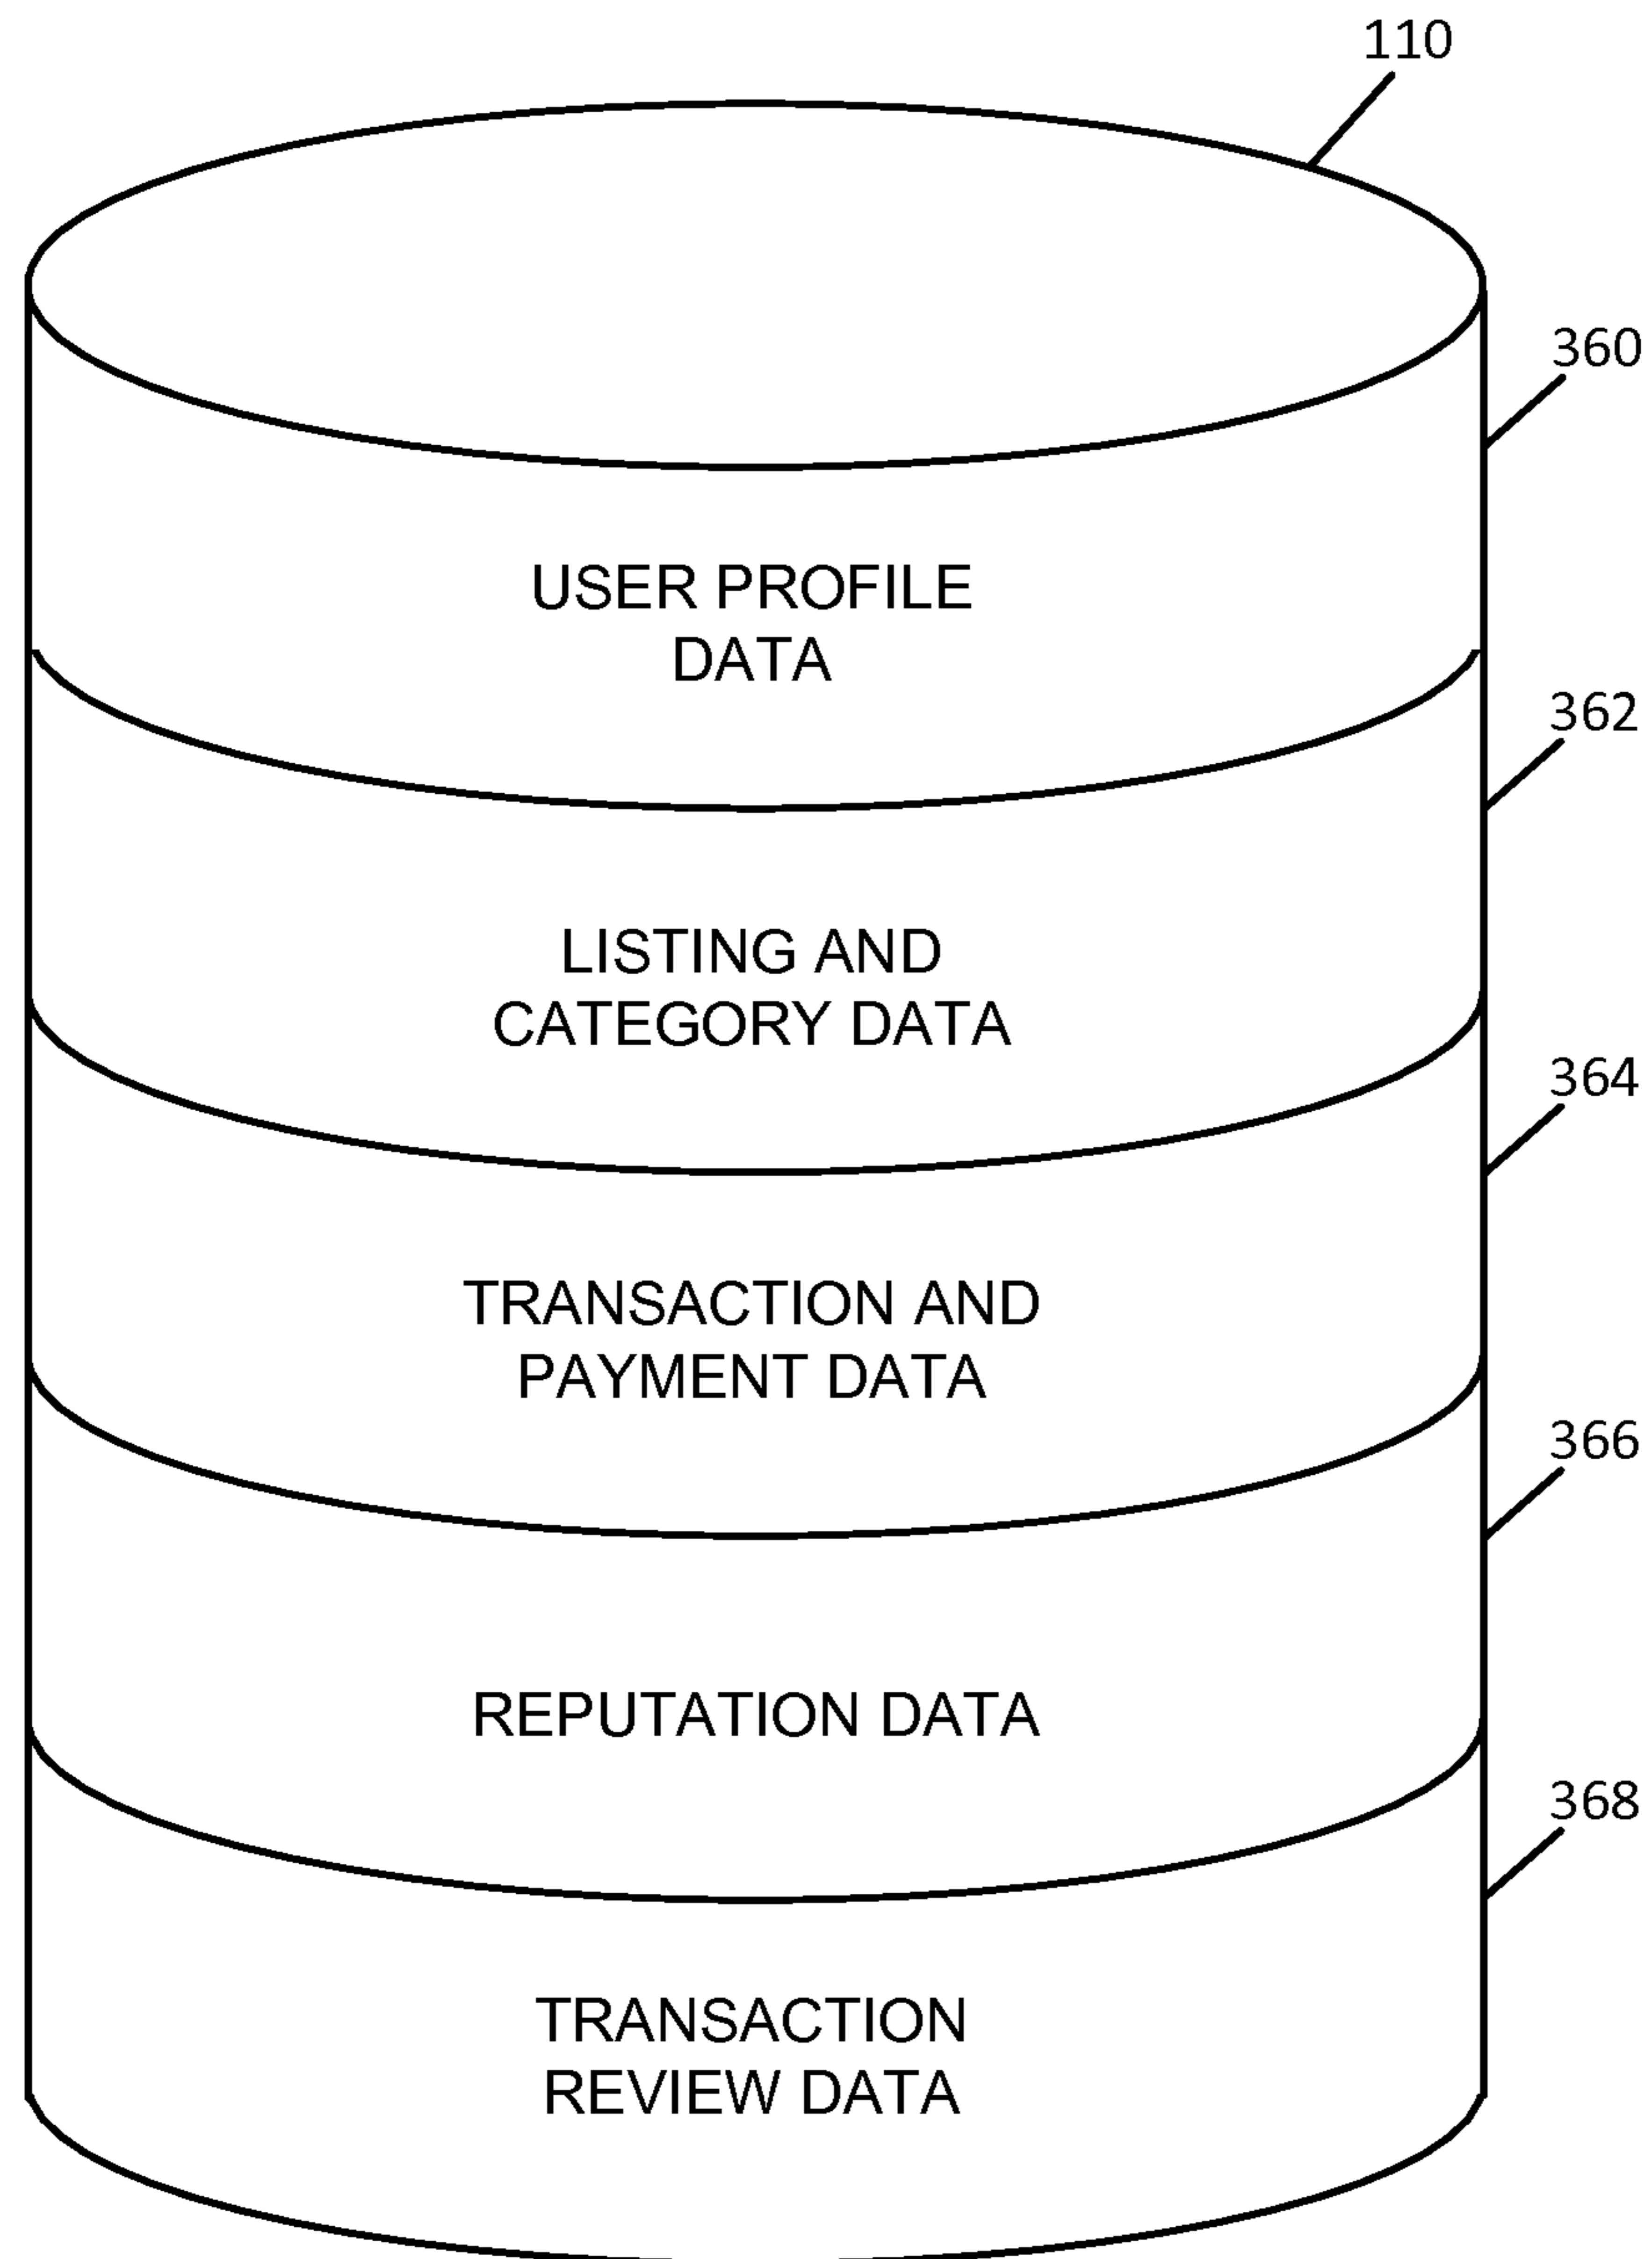 110
360
USER PROFILE
DATA
362
LISTING AND
CATEGORY DATA
364
TRANSACTION AND
PAYMENT DATA
366
REPUTATION DATA
368
TRANSACTION
REVIEW DATA